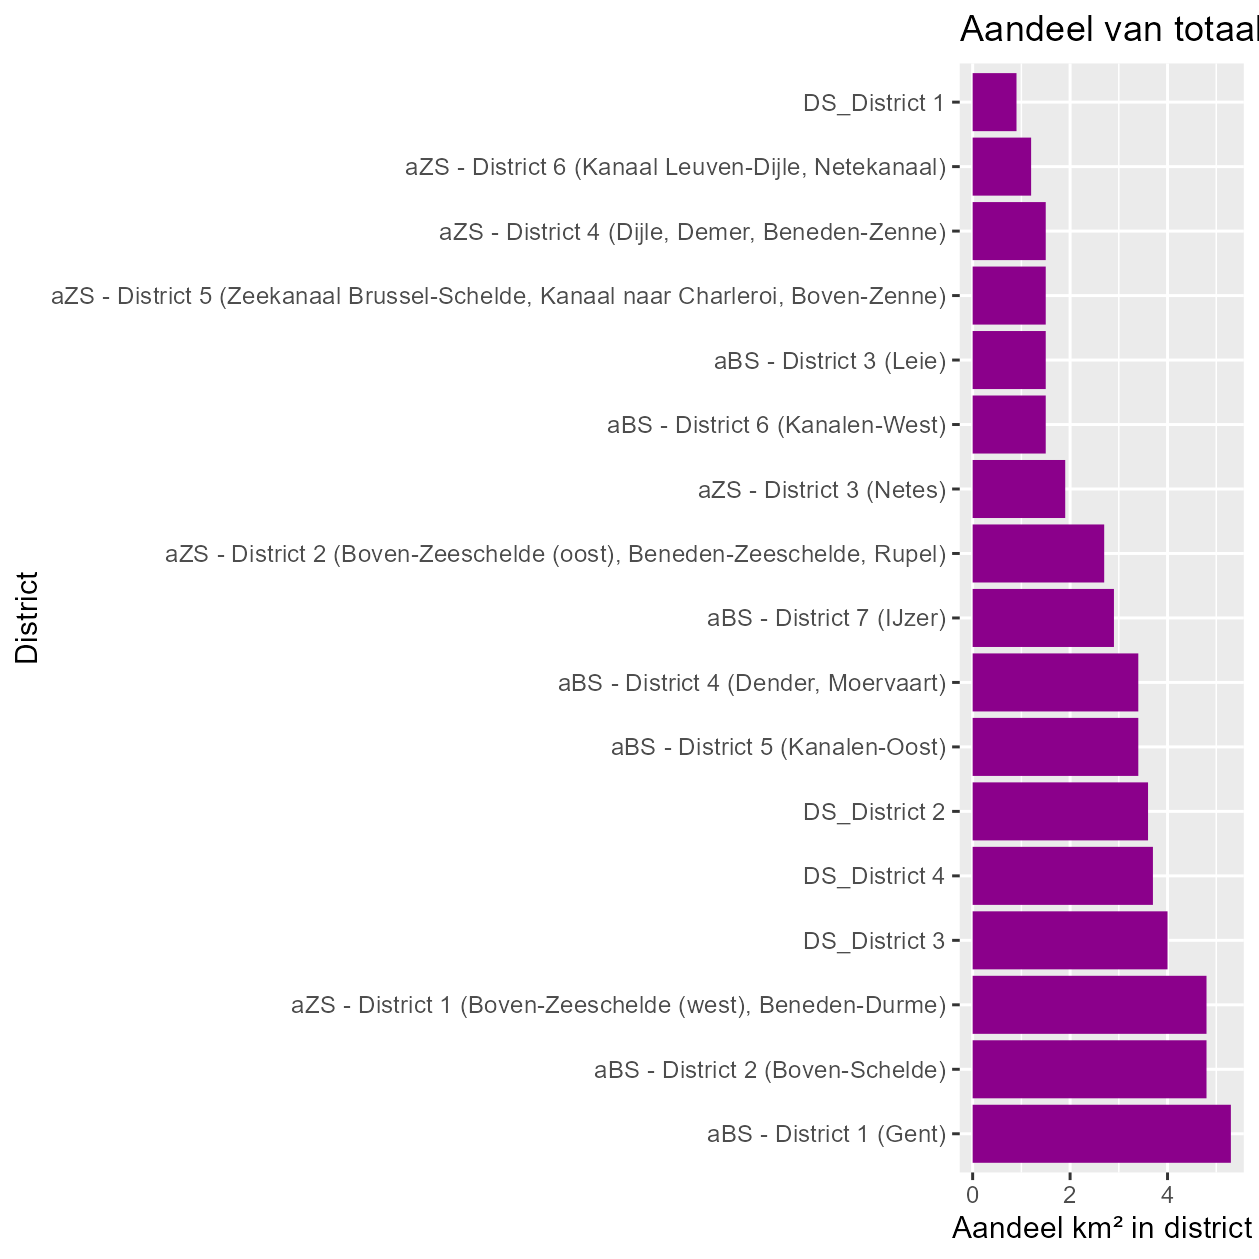 Aandeel van totaal
DS_District 1
aZS - District 6 (Kanaal Leuven-Dijle, Netekanaal)
aZS - District 4 (Dijle, Demer, Beneden-Zenne)
aZS - District 5 (Zeekanaal Brussel-Schelde, Kanaal naar Charleroi, Boven-Zenne)
aBS - District 3 (Leie)
aBS - District 6 (Kanalen-West)
aZS - District 3 (Netes)
aZS - District 2 (Boven-Zeeschelde (oost), Beneden-Zeeschelde, Rupel)
aBS - District 7 (IJzer)
aBS - District 4 (Dender, Moervaart)
aBS - District 5 (Kanalen-Oost)
DS_District 2
DS_District 4
DS_District 3
aZS - District 1 (Boven-Zeeschelde (west), Beneden-Durme)
aBS - District 2 (Boven-Schelde)
aBS - District 1 (Gent)
District
0 2 4
Aandeel km² in district